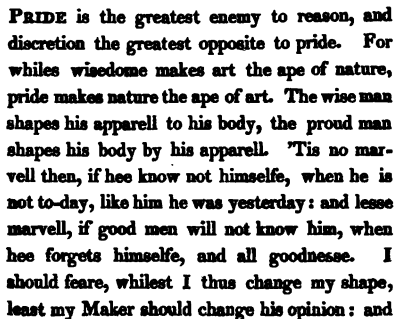 PRIDE is the greatest enemy to reason, and
discretion the greatest opposite to pride. For
whiles wisedome makes art the ape of nature,
pride makes nature the ape of art. The wise man
shapes his apparell to his body, the proud man
shapes his body by his apparell. 'Tis no mar-
vell then, if hee know not himselfe, when he is
not to-day, like him he was yesterday: and lesse
marvell, if good men will not know him, when
hee forgets himselfe, and all goodnesse. I
should feare, whilest I thus change my shape,
least my Maker should change his opinion: and